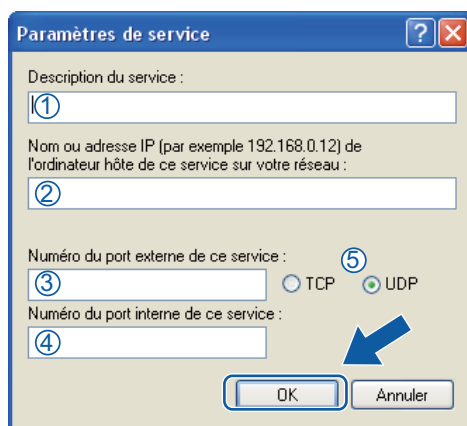 Paramètres de service
Description du service :
①
Nom ou adresse IP (par exemple 192.168.0.12) de
l'ordinateur hôte de ce service sur votre réseau :
②
Numéro du port externe de ce service :
③ TCP ⑤ UDP
Numéro du port interne de ce service :
④
OK Annuler